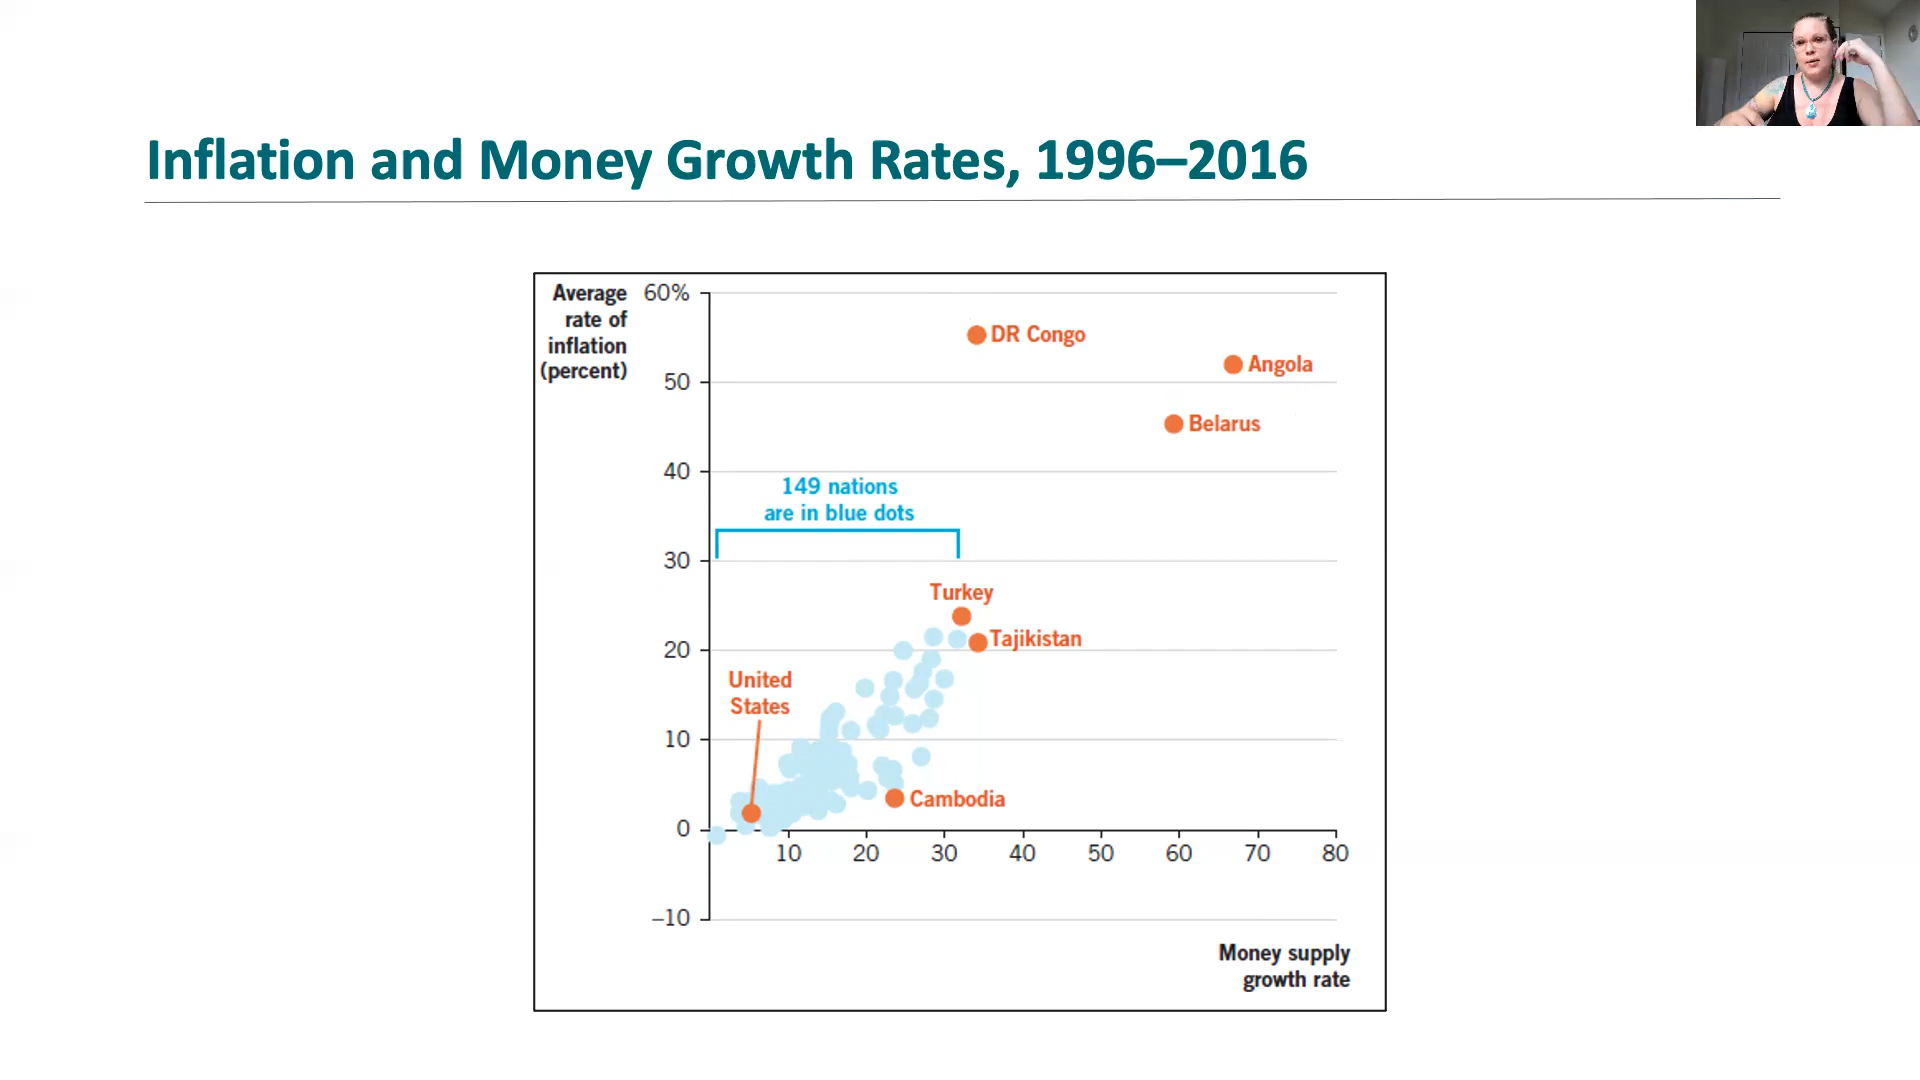 Inflation and Money Growth Rates, 1996–2016
Average
rate of
inflation
(percent)
60%
50
40
30
20
10
0
–10
DR Congo
Angola
Belarus
149 nations
are in blue dots
Turkey
Tajikistan
United
States
Cambodia
10 20 30 40 50 60 70 80
Money supply
growth rate